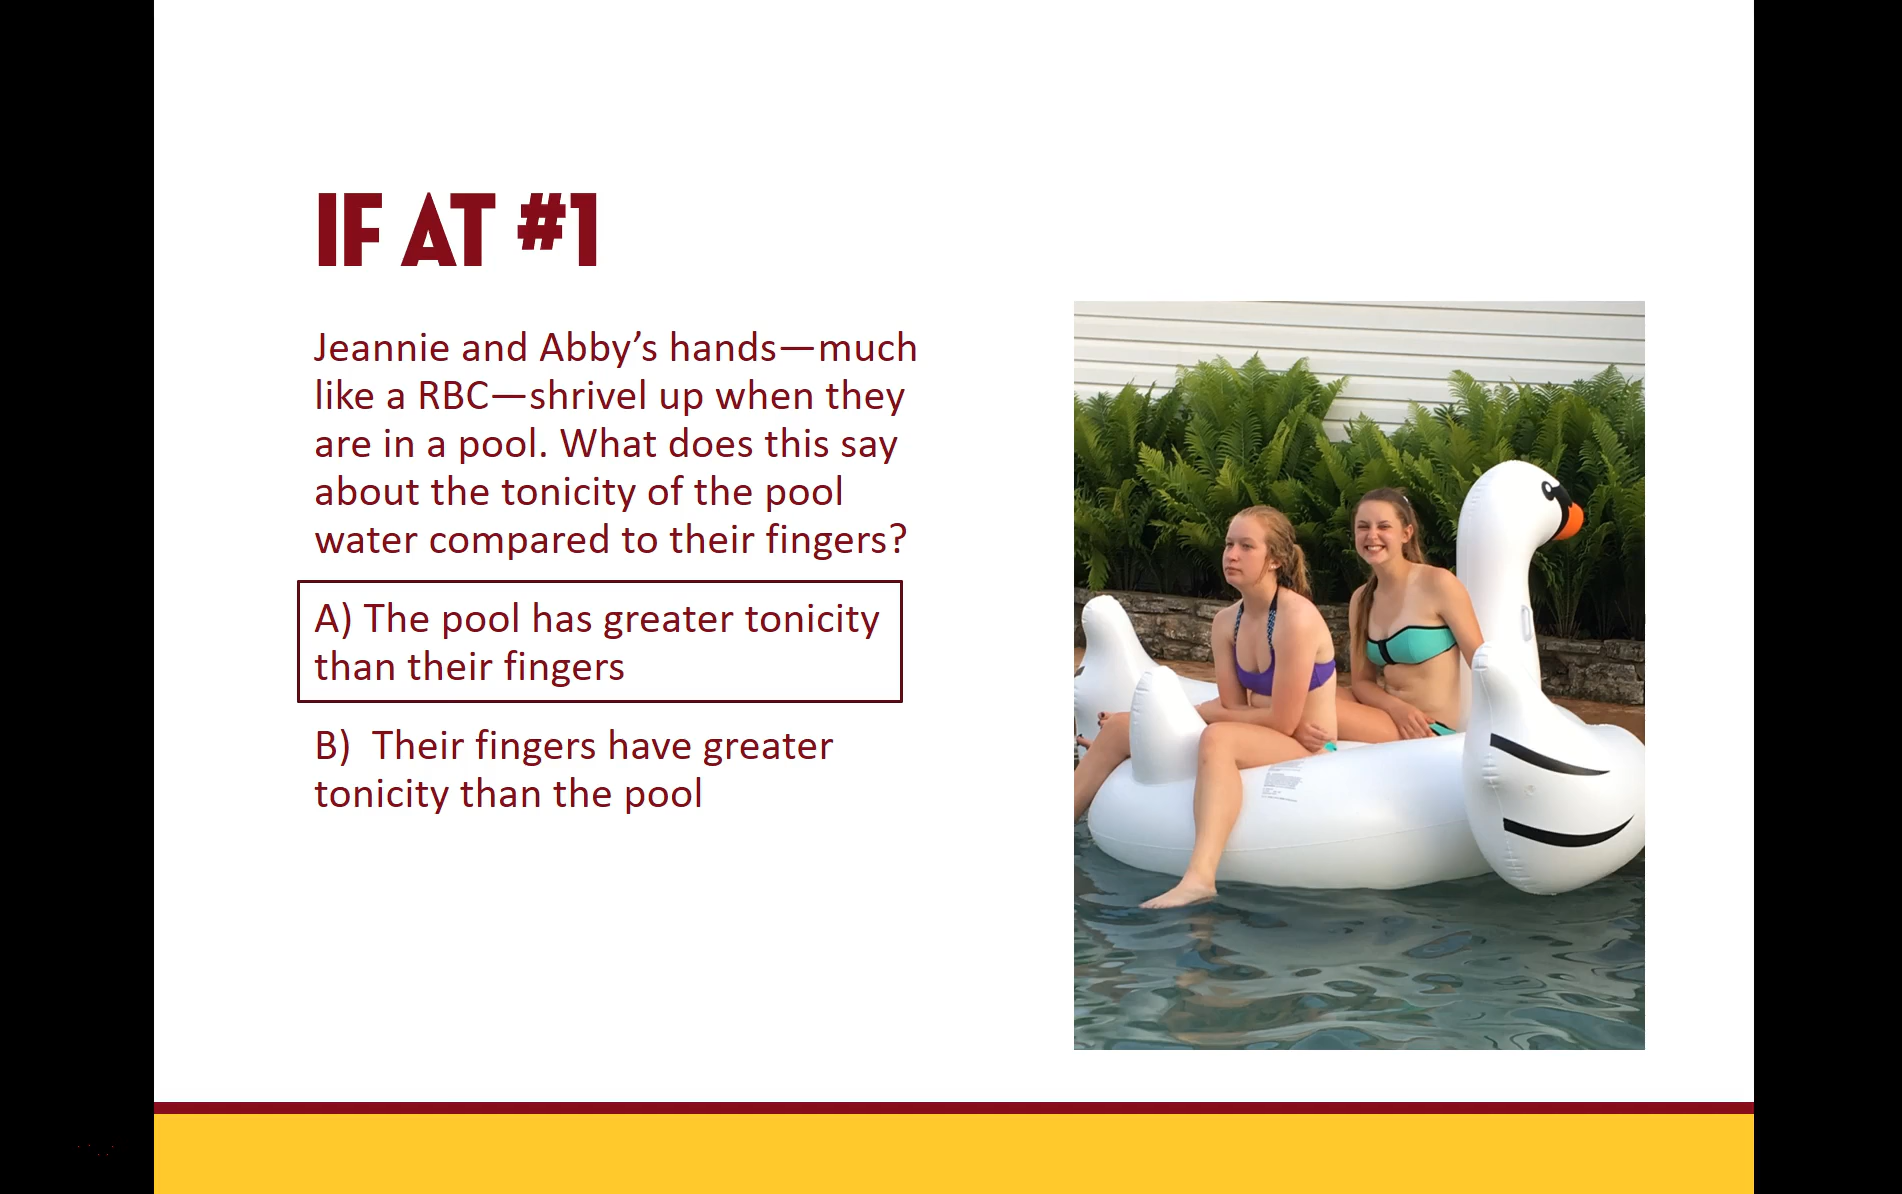 IF AT #1
Jeannie and Abby’s hands—much
like a RBC—shrivel up when they
are in a pool. What does this say
about the tonicity of the pool
water compared to their fingers?
A) The pool has greater tonicity
than their fingers
B)  Their fingers have greater
tonicity than the pool